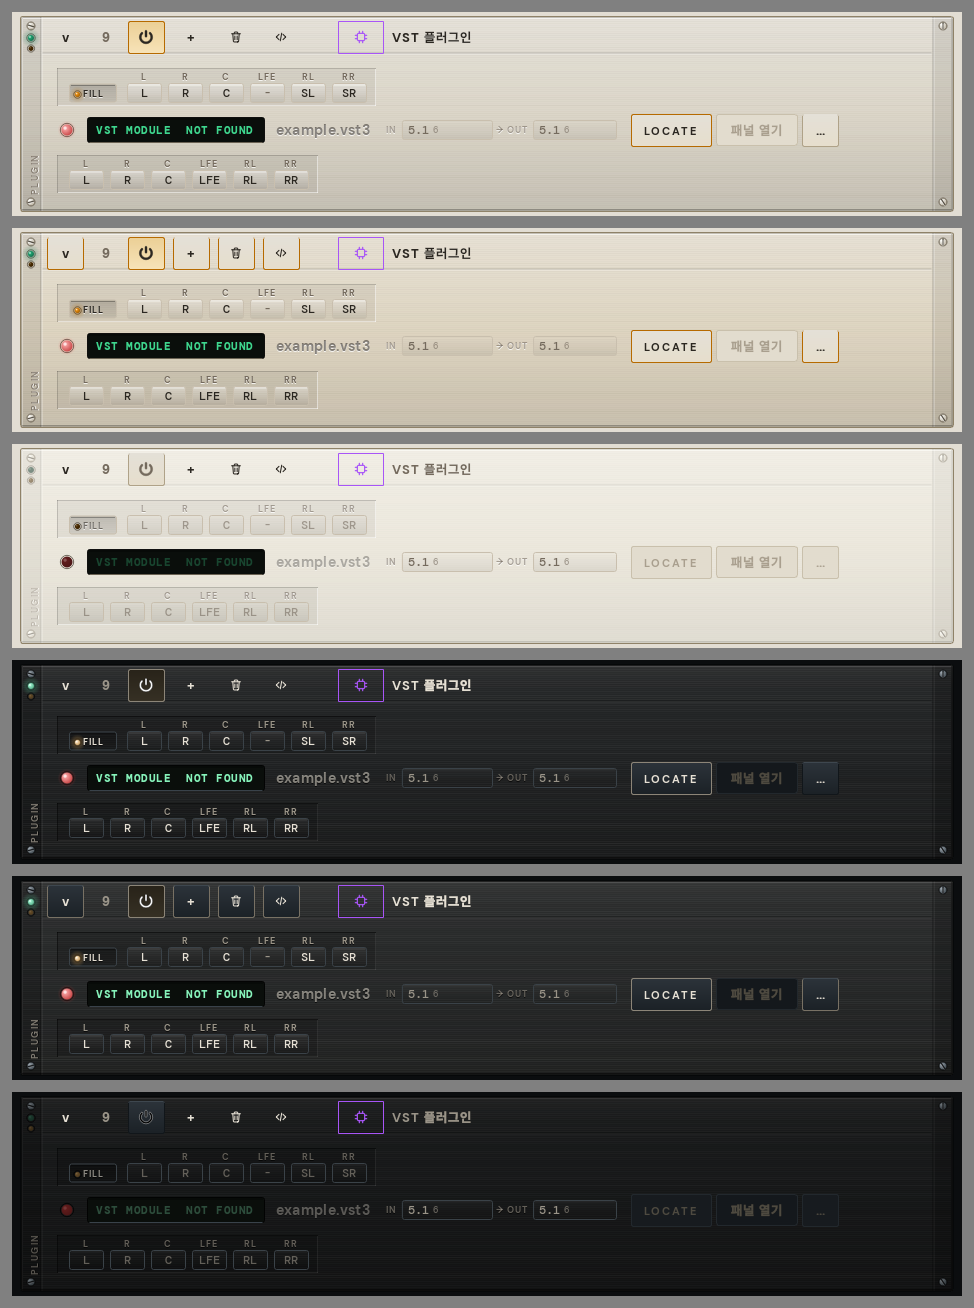 v 9 + </> VST 플러그인
L R C LFE RL RR
FILL L R C - SL SR
VST MODULE NOT FOUND example.vst3 IN 5.1 6 → OUT 5.1 6 LOCATE 패널 열기 ...
L R C LFE RL RR
L R C LFE RL RR
PLUGIN
v 9 + </> VST 플러그인
L R C LFE RL RR
FILL L R C - SL SR
VST MODULE NOT FOUND example.vst3 IN 5.1 6 → OUT 5.1 6 LOCATE 패널 열기 ...
L R C LFE RL RR
L R C LFE RL RR
PLUGIN
v 9 + </> VST 플러그인
L R C LFE RL RR
FILL L R C - SL SR
VST MODULE NOT FOUND example.vst3 IN 5.1 6 → OUT 5.1 6 LOCATE 패널 열기 ...
L R C LFE RL RR
L R C LFE RL RR
PLUGIN
v 9 + </> VST 플러그인
L R C LFE RL RR
FILL L R C - SL SR
VST MODULE NOT FOUND example.vst3 IN 5.1 6 → OUT 5.1 6 LOCATE 패널 열기 ...
L R C LFE RL RR
L R C LFE RL RR
PLUGIN
v 9 + </> VST 플러그인
L R C LFE RL RR
FILL L R C - SL SR
VST MODULE NOT FOUND example.vst3 IN 5.1 6 → OUT 5.1 6 LOCATE 패널 열기 ...
L R C LFE RL RR
L R C LFE RL RR
PLUGIN
v 9 + </> VST 플러그인
L R C LFE RL RR
FILL L R C - SL SR
VST MODULE NOT FOUND example.vst3 IN 5.1 6 → OUT 5.1 6 LOCATE 패널 열기 ...
L R C LFE RL RR
L R C LFE RL RR
PLUGIN